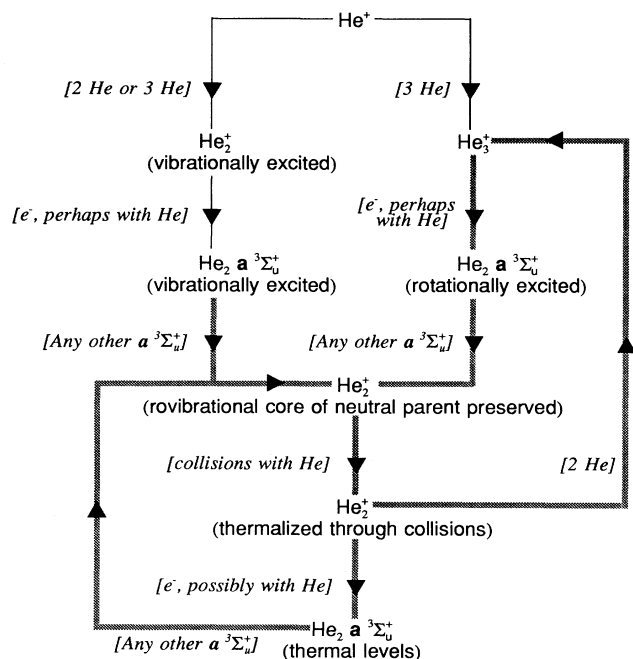 He⁺
[2 He or 3 He] [3 He]
He₂⁺ He₃⁺
(vibrationally excited)
[e⁻, perhaps with He] [e⁻, perhaps
with He]
He₂ a ³Σᵤ⁺ He₂ a ³Σᵤ⁺
(vibrationally excited) (rotationally excited)
[Any other a ³Σᵤ⁺] [Any other a ³Σᵤ⁺]
He₂⁺
(rovibrational core of neutral parent preserved)
[collisions with He] [2 He]
He₂⁺
(thermalized through collisions)
[e⁻, possibly with He]
He₂ a ³Σᵤ⁺
[Any other a ³Σᵤ⁺]
(thermal levels)